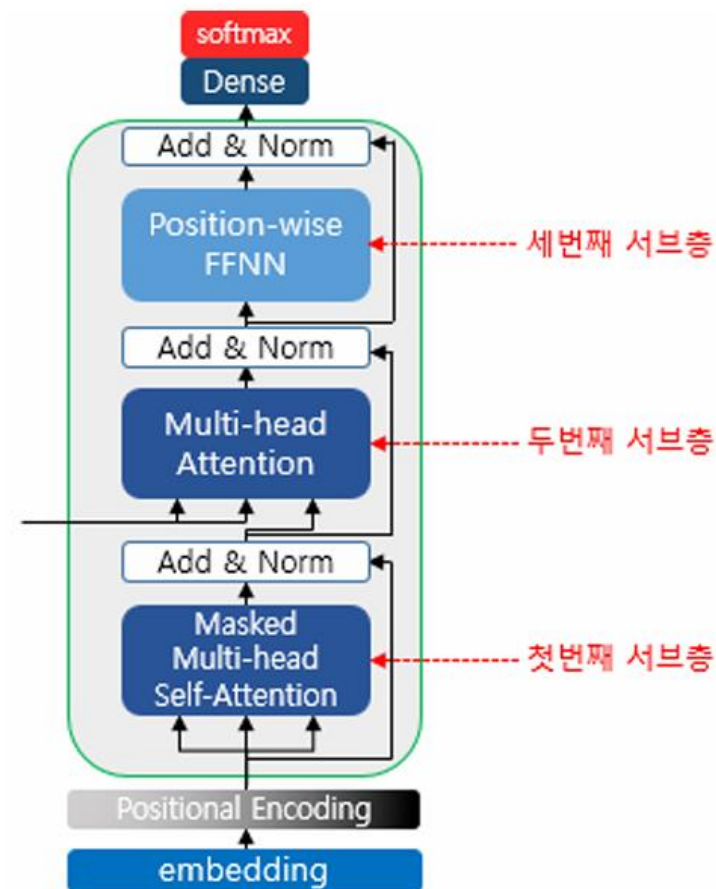 softmax
Dense
Add & Norm
Position-wise
FFNN
세번째 서브층
Add & Norm
Multi-head
Attention
두번째 서브층
Add & Norm
Masked
Multi-head
Self-Attention
첫번째 서브층
Positional Encoding
embedding